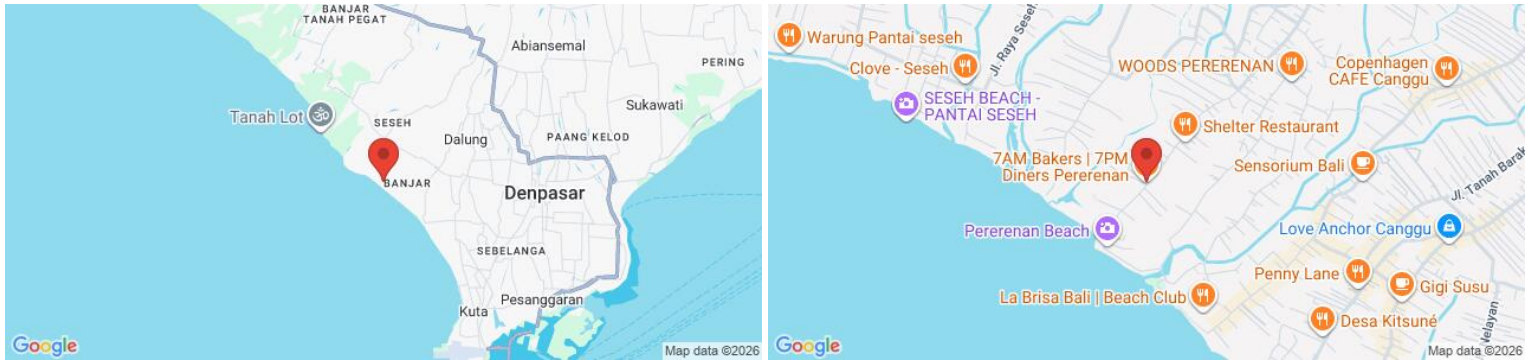 BANJAR
TANAH PEGAT
Abiansemal
PERING
Sukawati
Tanah Lot
SESEH
Dalung
PAANG KELOD
BANJAR
Denpasar
SEBELANGA
Pesanggaran
Kuta
Google
Map data ©2026
Warung Pantai seseh
Jl. Raya Seseh
Clove - Seseh
WOODS PERERENAN
Copenhagen
CAFE Canggu
SESEH BEACH -
PANTAI SESEH
Shelter Restaurant
7AM Bakers | 7PM
Diners Pererenan
Sensorium Bali
Jl. Tanah Barak
Pererenan Beach
Love Anchor Canggu
Penny Lane
La Brisa Bali | Beach Club
Gigi Susu
Desa Kitsuné
Nelayan
Google
Map data ©2026